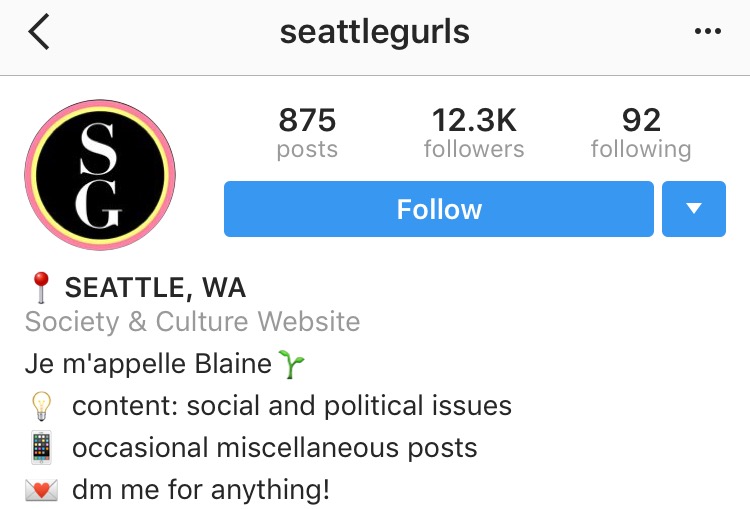 seattlegurls
S
G
875 12.3K 92
posts followers following
Follow
📍 SEATTLE, WA
Society & Culture Website
Je m'appelle Blaine🌱
💡 content: social and political issues
📱 occasional miscellaneous posts
💌 dm me for anything!